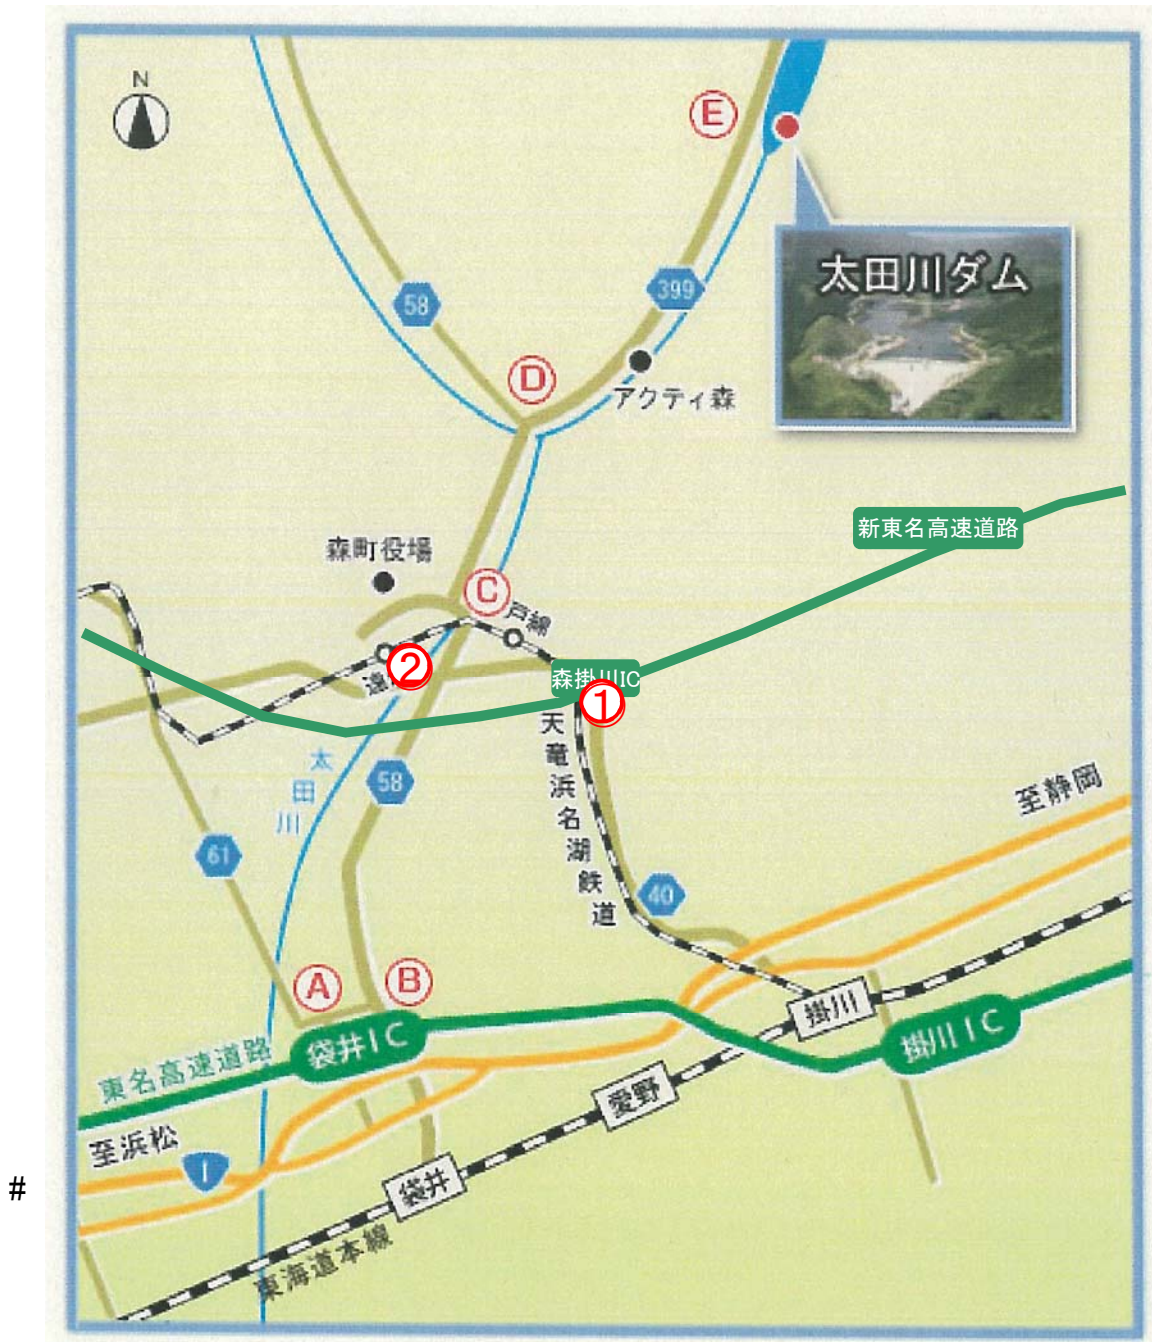 N
E
太田川ダム
58
399
D
アクティ森
新東名高速道路
森町役場
C
戸綿
②
遠
森掛川IC
①
天竜浜名湖鉄道
太田川
58
至静岡
61
40
A
B
掛川
袋井IC
掛川IC
東名高速道路
愛野
至浜松
1
#
袋井
東海道本線